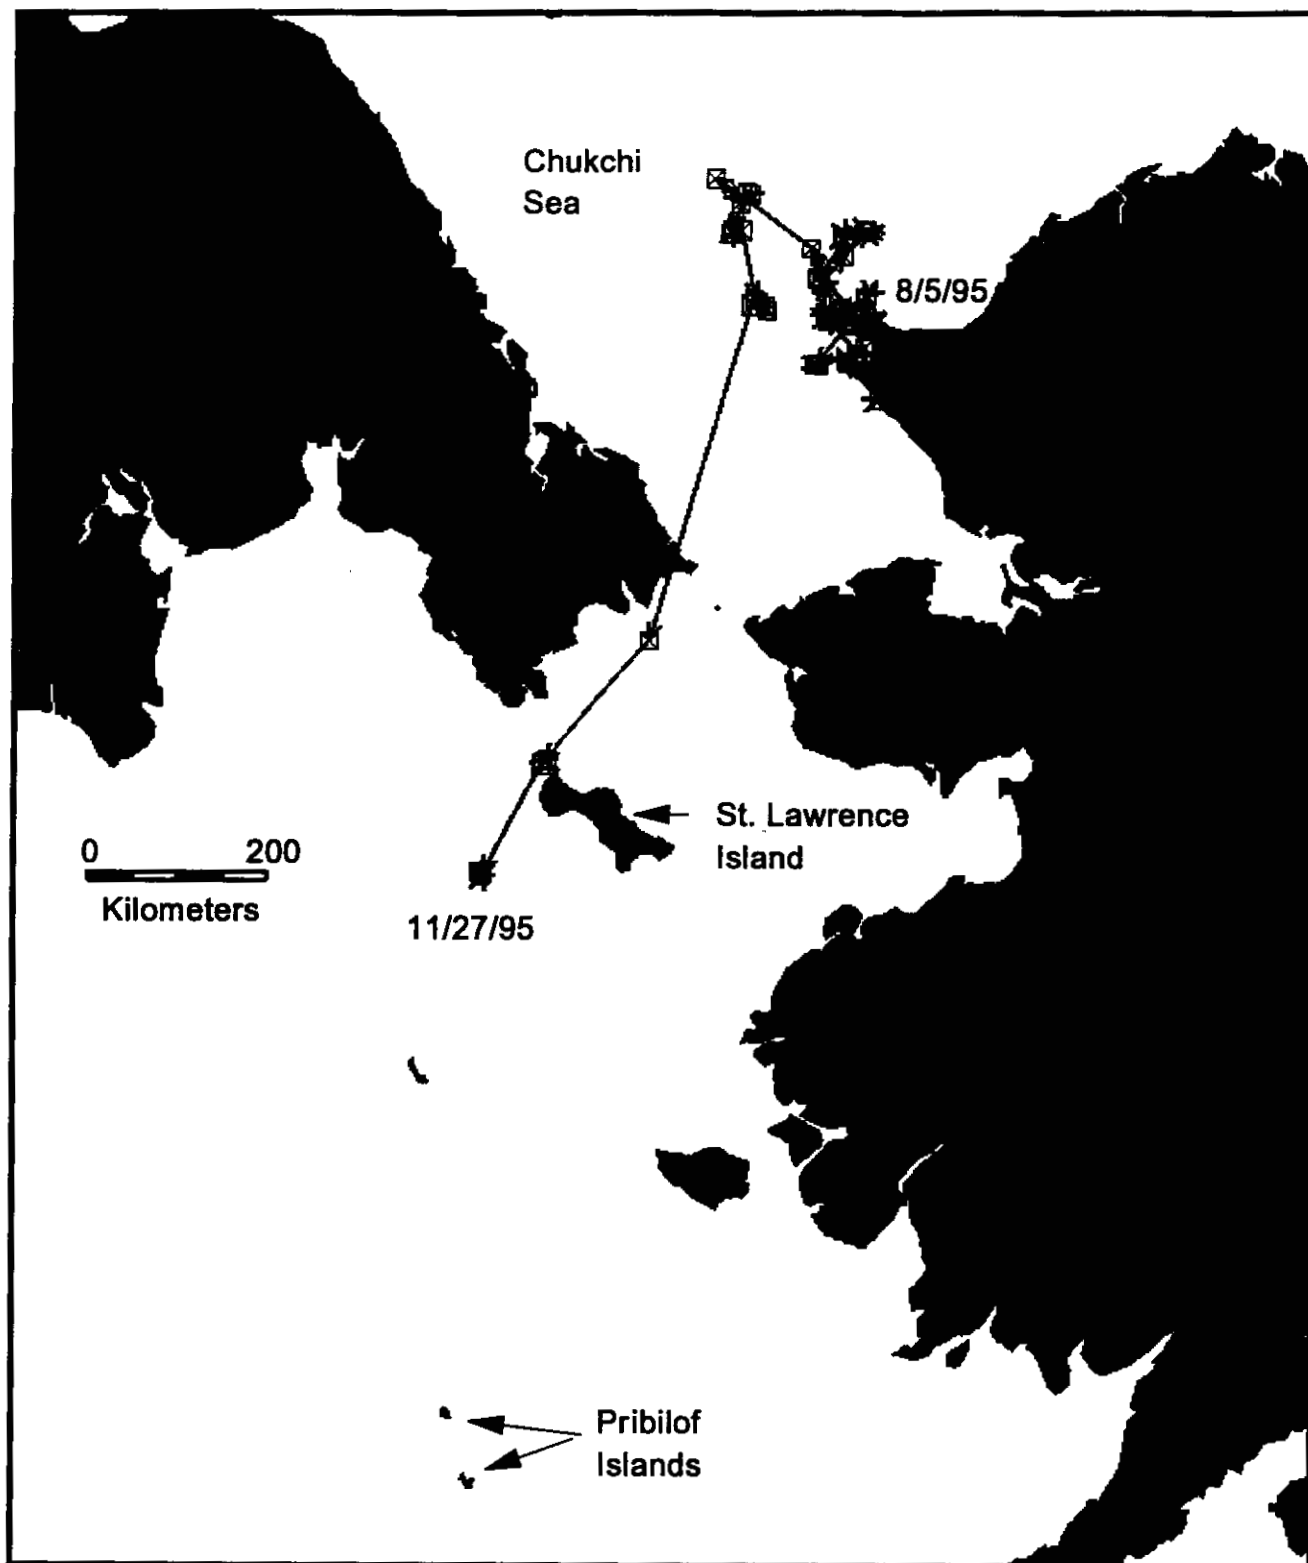 Chukchi
Sea
8/5/95
St. Lawrence
Island
0 200
Kilometers
11/27/95
Pribilof
Islands